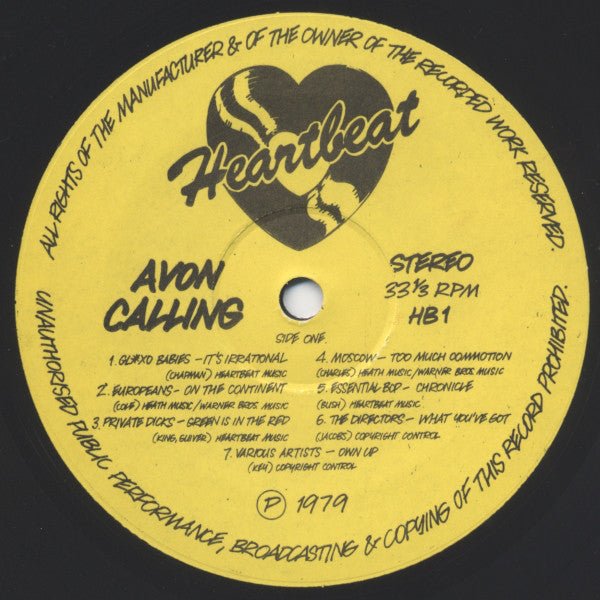 ALL RIGHTS OF THE MANUFACTURER & OF THE OWNER OF THE RECORDED WORK RESERVED.
Heartbeat
AVON
CALLING
STEREO
33⅓ RPM
HB1
SIDE ONE.
1. GL*XO BABIES – IT'S IRRATIONAL
(CHAPMAN) HEARTBEAT MUSIC
2. EUROPEANS – ON THE CONTINENT
(COLE) HEATH MUSIC/WARNER BROS. MUSIC
3. PRIVATE DICKS – GREEN IS IN THE RED
(KING, GUIVER) HEARTBEAT MUSIC
4. MOSCOW – TOO MUCH COMMOTION
(CHARLES) HEATH MUSIC/WARNER BROS. MUSIC
5. ESSENTIAL BOP – CHRONICLE
(BUSH) HEARTBEAT MUSIC
6. THE DIRECTORS – WHAT YOU'VE GOT
(JACOBS) COPYRIGHT CONTROL
7. VARIOUS ARTISTS – OWN UP
(KEY) COPYRIGHT CONTROL
Ⓟ 1979
UNAUTHORISED PUBLIC PERFORMANCE, BROADCASTING & COPYING OF THIS RECORD PROHIBITED.